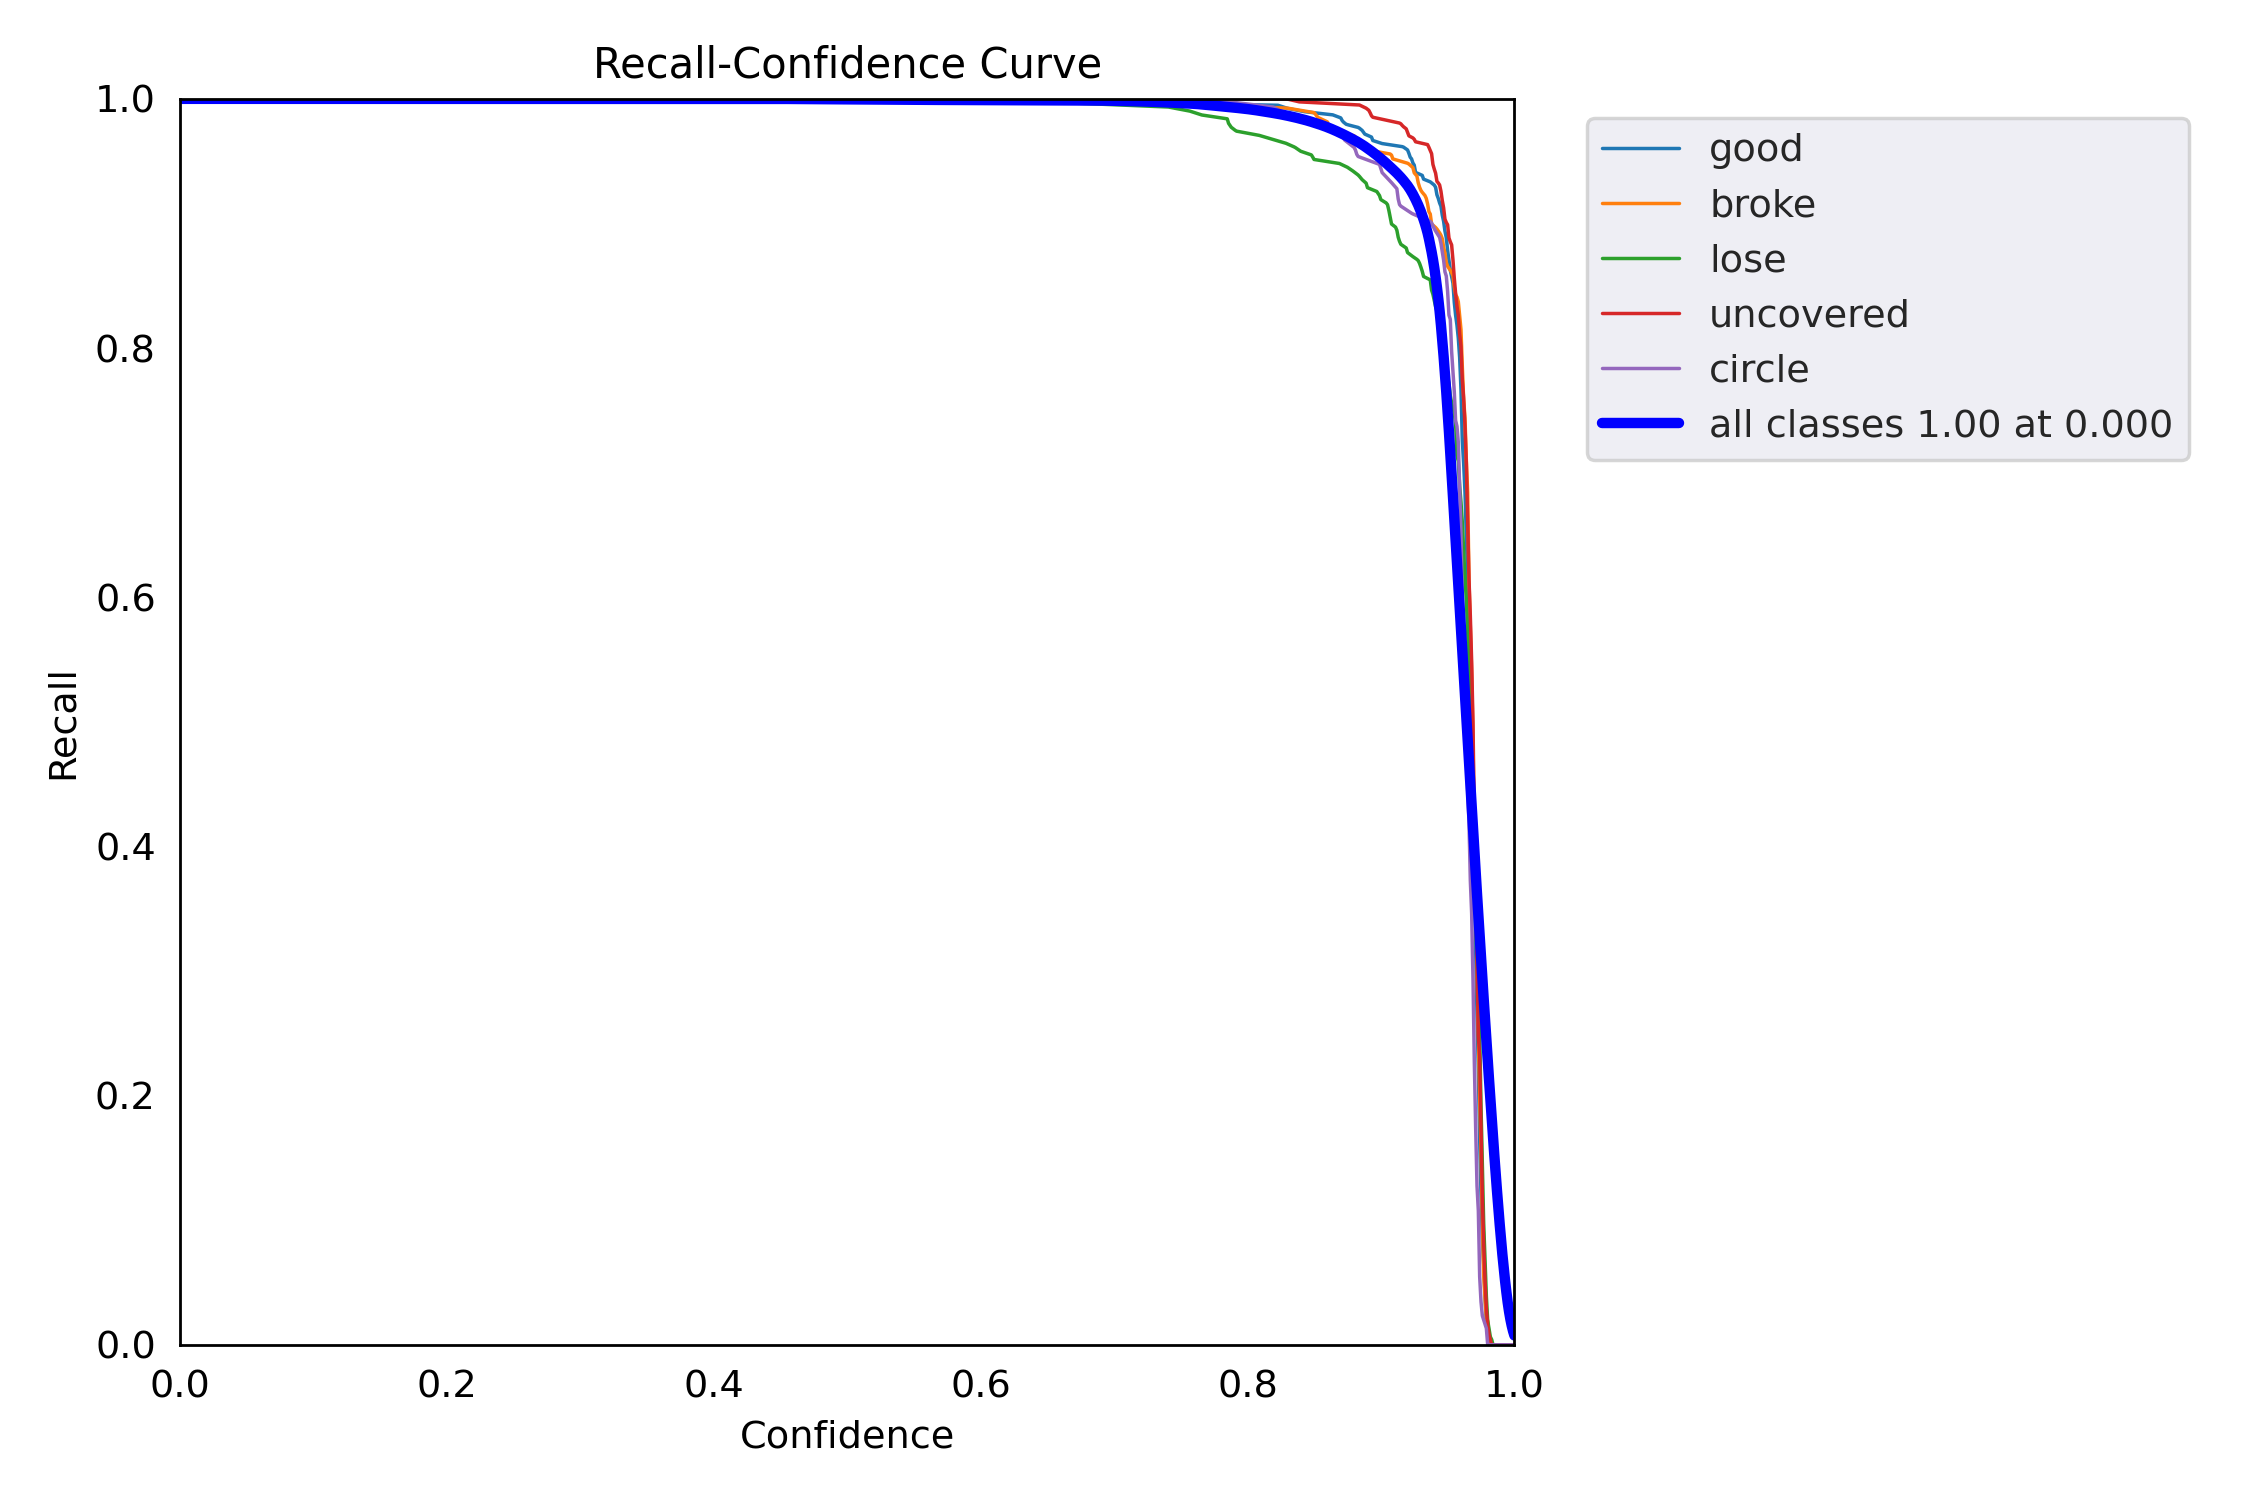 Recall-Confidence Curve
1.0
0.8
0.6
0.4
0.2
0.0
Recall
0.0 0.2 0.4 0.6 0.8 1.0
Confidence
good
broke
lose
uncovered
circle
all classes 1.00 at 0.000